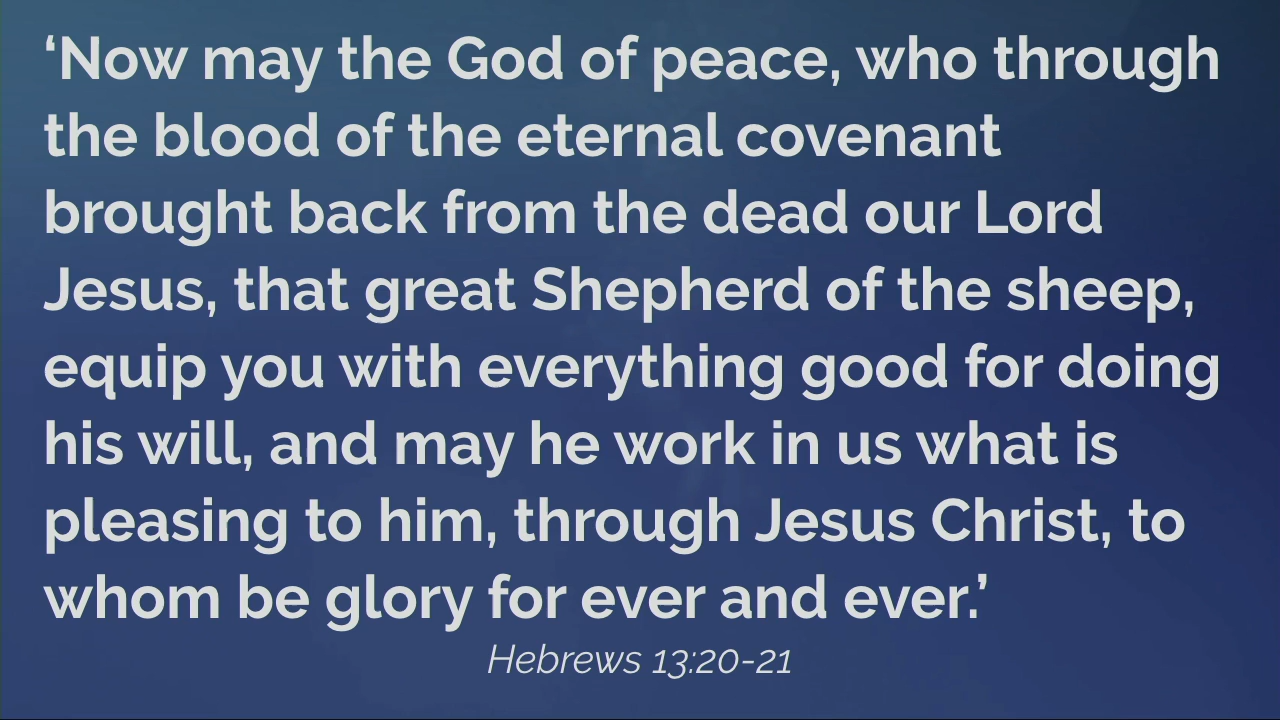 ‘Now may the God of peace, who through
the blood of the eternal covenant
brought back from the dead our Lord
Jesus, that great Shepherd of the sheep,
equip you with everything good for doing
his will, and may he work in us what is
pleasing to him, through Jesus Christ, to
whom be glory for ever and ever.’
Hebrews 13:20-21